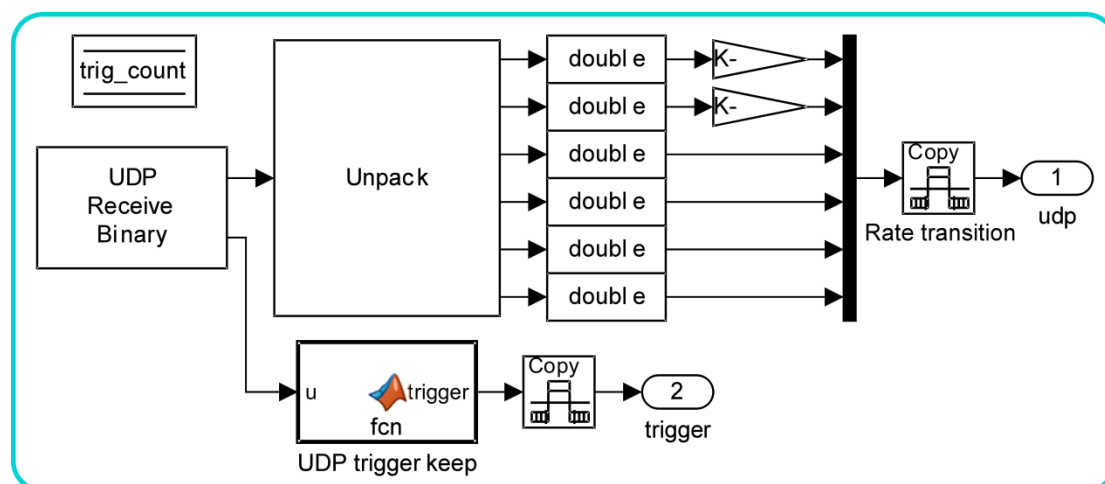 trig_count
UDP
Receive
Binary
Unpack
doubl e
doubl e
doubl e
doubl e
doubl e
doubl e
K-
K-
Copy
Rate transition
1
udp
u
trigger
fcn
UDP trigger keep
Copy
2
trigger